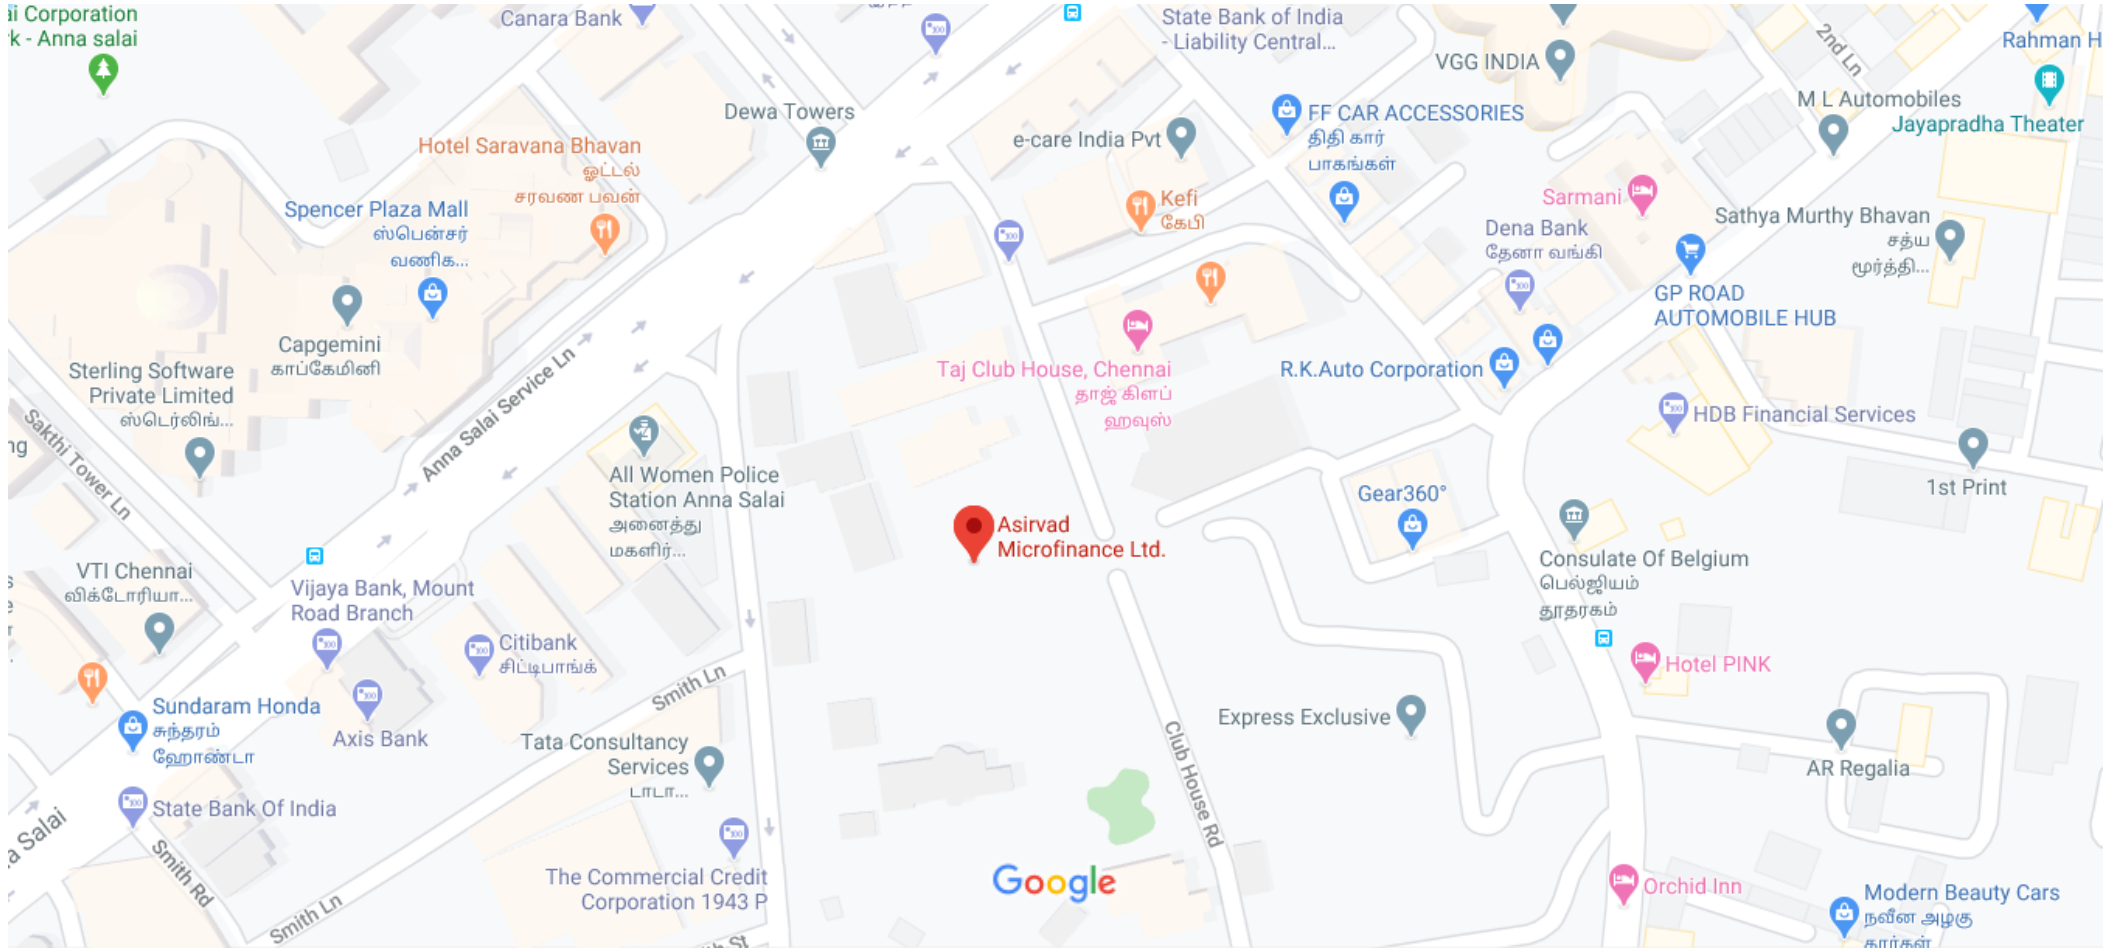 ai Corporation
rk - Anna salai
Canara Bank
State Bank of India
- Liability Central...
VGG INDIA
2nd Ln
Rahman H
Dewa Towers
e-care India Pvt
FF CAR ACCESSORIES
திதி கார்
பாகங்கள்
M L Automobiles
Jayapradha Theater
Hotel Saravana Bhavan
ஓட்டல்
சரவண பவன்
Spencer Plaza Mall
ஸ்பென்சர்
வணிக...
Kefi
கேபி
Sarmani
Dena Bank
தேனா வங்கி
Sathya Murthy Bhavan
சத்ய
மூர்த்தி...
GP ROAD
AUTOMOBILE HUB
Capgemini
காப்கேமினி
Sterling Software
Private Limited
ஸ்டெர்லிங்...
Anna Salai Service Ln
Taj Club House, Chennai
தாஜ் கிளப்
ஹவுஸ்
R.K.Auto Corporation
HDB Financial Services
1st Print
Sakthi Tower Ln
ng
All Women Police
Station Anna Salai
அனைத்து
மகளிர்...
Asirvad
Microfinance Ltd.
Gear360°
Consulate Of Belgium
பெல்ஜியம்
தூதரகம்
VTI Chennai
விக்டோரியா...
Vijaya Bank, Mount
Road Branch
Citibank
சிட்டிபாங்க்
Smith Ln
Hotel PINK
Sundaram Honda
சுந்தரம்
ஹோண்டா
Axis Bank
Tata Consultancy
Services
டாடா...
Club House Rd
Express Exclusive
AR Regalia
State Bank Of India
a Salai
Smith Rd
Smith Ln
The Commercial Credit
Corporation 1943 P
Google
Orchid Inn
Modern Beauty Cars
நவீன அழகு
கார்கள்
th St